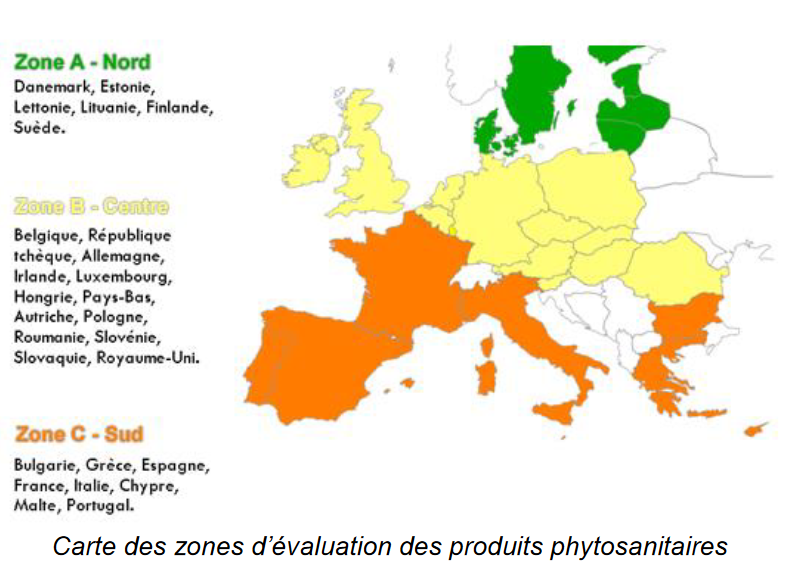 Zone A - Nord
Danemark, Estonie,
Lettonie, Lituanie, Finlande,
Suède.
Zone B - Centre
Belgique, République
tchèque, Allemagne,
Irlande, Luxembourg,
Hongrie, Pays-Bas,
Autriche, Pologne,
Roumanie, Slovénie,
Slovaquie, Royaume-Uni.
Zone C - Sud
Bulgarie, Grèce, Espagne,
France, Italie, Chypre,
Malte, Portugal.
Carte des zones d'évaluation des produits phytosanitaires